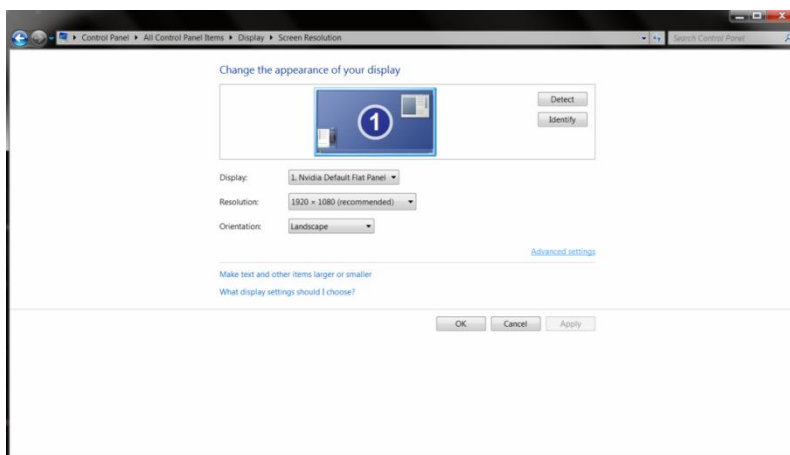 Control Panel ▸ All Control Panel Items ▸ Display ▸ Screen Resolution
Search Control Panel
Change the appearance of your display
1
Detect
Identify
Display: 1. Nvidia Default Flat Panel
Resolution: 1920 × 1080 (recommended)
Orientation: Landscape
Advanced settings
Make text and other items larger or smaller
What display settings should I choose?
OK Cancel Apply